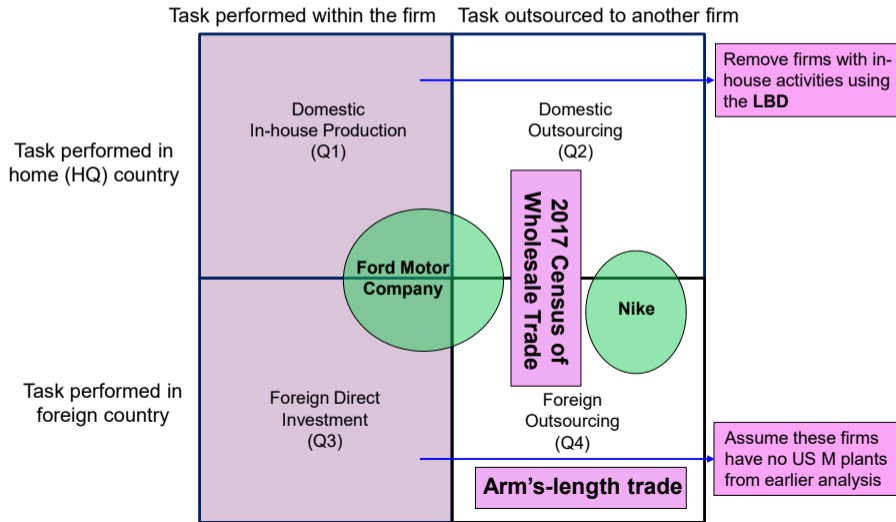 Task performed within the firm
Task outsourced to another firm
Remove firms with in-
house activities using
the LBD
Domestic
In-house Production
(Q1)
Domestic
Outsourcing
(Q2)
Task performed in
home (HQ) country
2017 Census of
Wholesale Trade
Ford Motor
Company
Nike
Task performed in
foreign country
Foreign Direct
Investment
(Q3)
Foreign
Outsourcing
(Q4)
Assume these firms
have no US M plants
from earlier analysis
Arm's-length trade